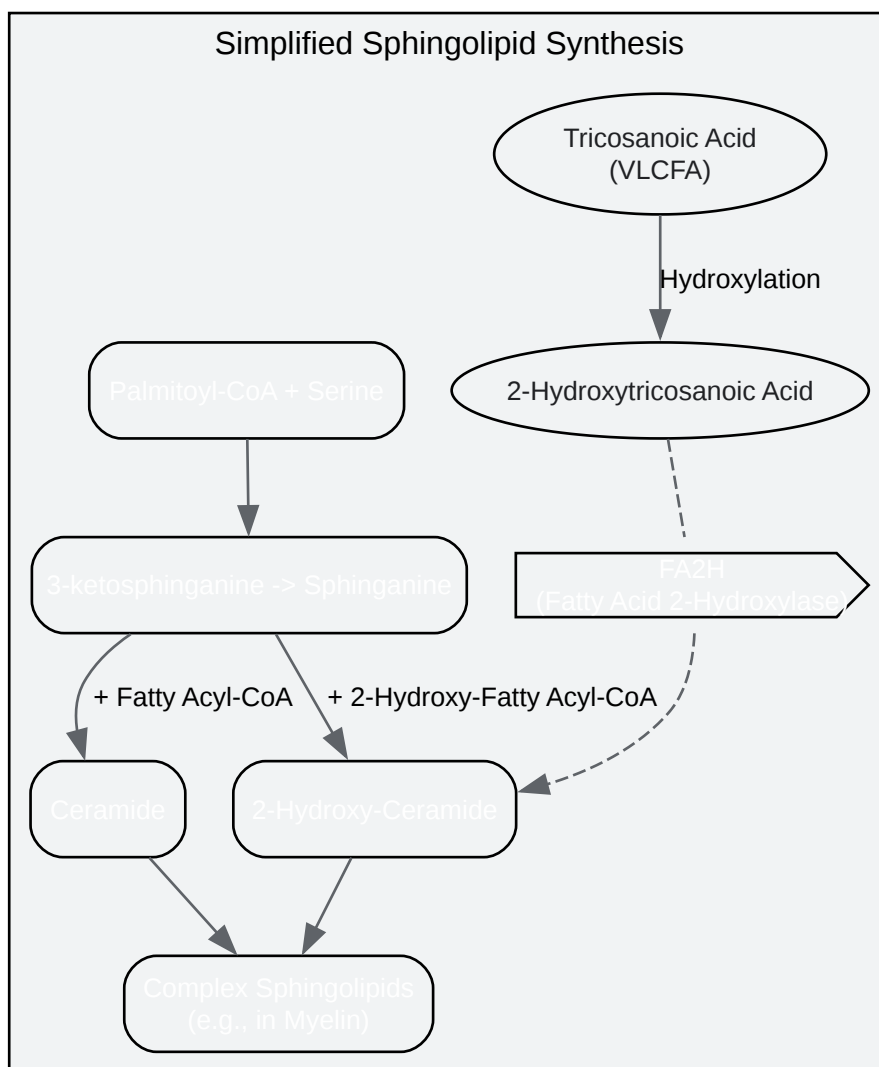 Simplified Sphingolipid Synthesis
Tricosanoic Acid
(VLCFA)
Hydroxylation
Palmitoyl-CoA + Serine
2-Hydroxytricosanoic Acid
3-ketosphinganine -> Sphinganine
FA2H
(Fatty Acid 2-Hydroxylase)
+ Fatty Acyl-CoA
+ 2-Hydroxy-Fatty Acyl-CoA
Ceramide
2-Hydroxy-Ceramide
Complex Sphingolipids
(e.g., in Myelin)